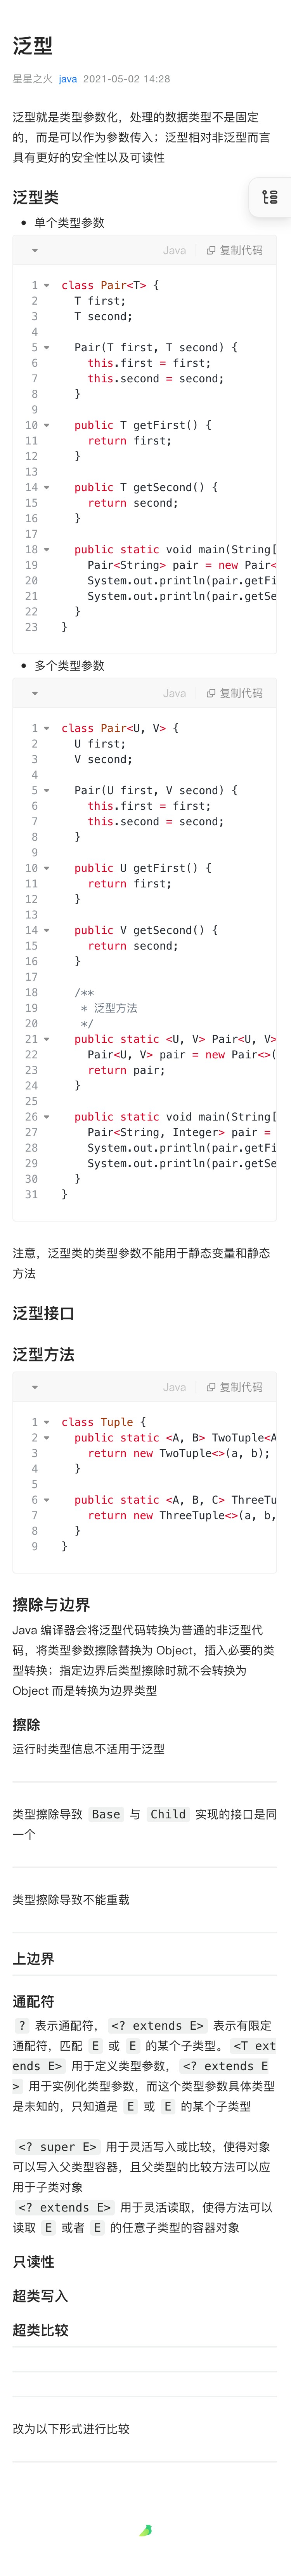 泛型
星星之火 java 2021-05-02 14:28
泛型就是类型参数化，处理的数据类型不是固定
的，而是可以作为参数传入；泛型相对非泛型而言
具有更好的安全性以及可读性
泛型类
• 单个类型参数
Java 复制代码
1 class Pair<T> {
2 T first;
3 T second;
4
5 Pair(T first, T second) {
6 this.first = first;
7 this.second = second;
8 }
9
10 public T getFirst() {
11 return first;
12 }
13
14 public T getSecond() {
15 return second;
16 }
17
18 public static void main(String[
19 Pair<String> pair = new Pair<
20 System.out.println(pair.getFi
21 System.out.println(pair.getSe
22 }
23 }
• 多个类型参数
Java 复制代码
1 class Pair<U, V> {
2 U first;
3 V second;
4
5 Pair(U first, V second) {
6 this.first = first;
7 this.second = second;
8 }
9
10 public U getFirst() {
11 return first;
12 }
13
14 public V getSecond() {
15 return second;
16 }
17
18 /**
19 * 泛型方法
20 */
21 public static <U, V> Pair<U, V>
22 Pair<U, V> pair = new Pair<>(
23 return pair;
24 }
25
26 public static void main(String[
27 Pair<String, Integer> pair =
28 System.out.println(pair.getFi
29 System.out.println(pair.getSe
30 }
31 }
注意，泛型类的类型参数不能用于静态变量和静态
方法
泛型接口
泛型方法
Java 复制代码
1 class Tuple {
2 public static <A, B> TwoTuple<A
3 return new TwoTuple<>(a, b);
4 }
5
6 public static <A, B, C> ThreeTu
7 return new ThreeTuple<>(a, b,
8 }
9 }
擦除与边界
Java 编译器会将泛型代码转换为普通的非泛型代
码，将类型参数擦除替换为 Object，插入必要的类
型转换；指定边界后类型擦除时就不会转换为
Object 而是转换为边界类型
擦除
运行时类型信息不适用于泛型
类型擦除导致 Base 与 Child 实现的接口是同
一个
类型擦除导致不能重载
上边界
通配符
? 表示通配符， <? extends E> 表示有限定
通配符，匹配 E 或 E 的某个子类型。 <T ext
ends E> 用于定义类型参数， <? extends E
> 用于实例化类型参数，而这个类型参数具体类型
是未知的，只知道是 E 或 E 的某个子类型
<? super E> 用于灵活写入或比较，使得对象
可以写入父类型容器，且父类型的比较方法可以应
用于子类对象
<? extends E> 用于灵活读取，使得方法可以
读取 E 或者 E 的任意子类型的容器对象
只读性
超类写入
超类比较
改为以下形式进行比较